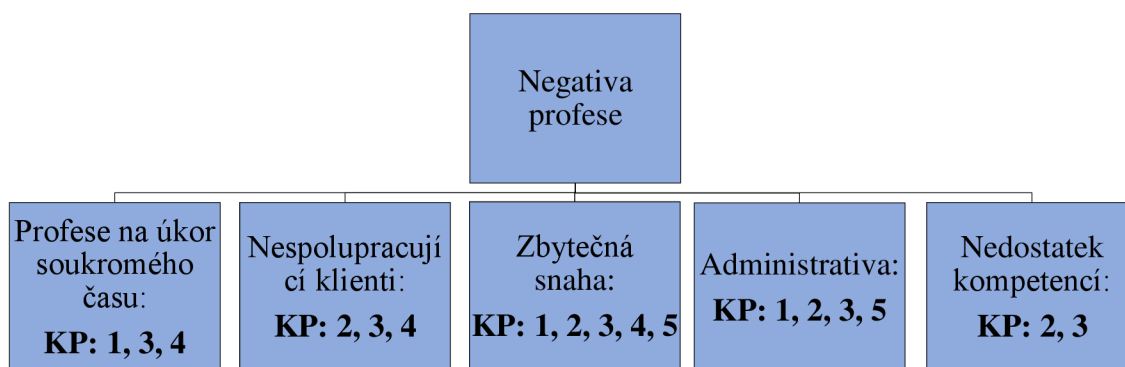 Negativa
profese
Profese na úkor
soukromého
času:
KP: 1, 3, 4
Nespolupracují
cí klienti:
KP: 2, 3, 4
Zbytečná
snaha:
KP: 1, 2, 3, 4, 5
Administrativa:
KP: 1, 2, 3, 5
Nedostatek
kompetencí:
KP: 2, 3